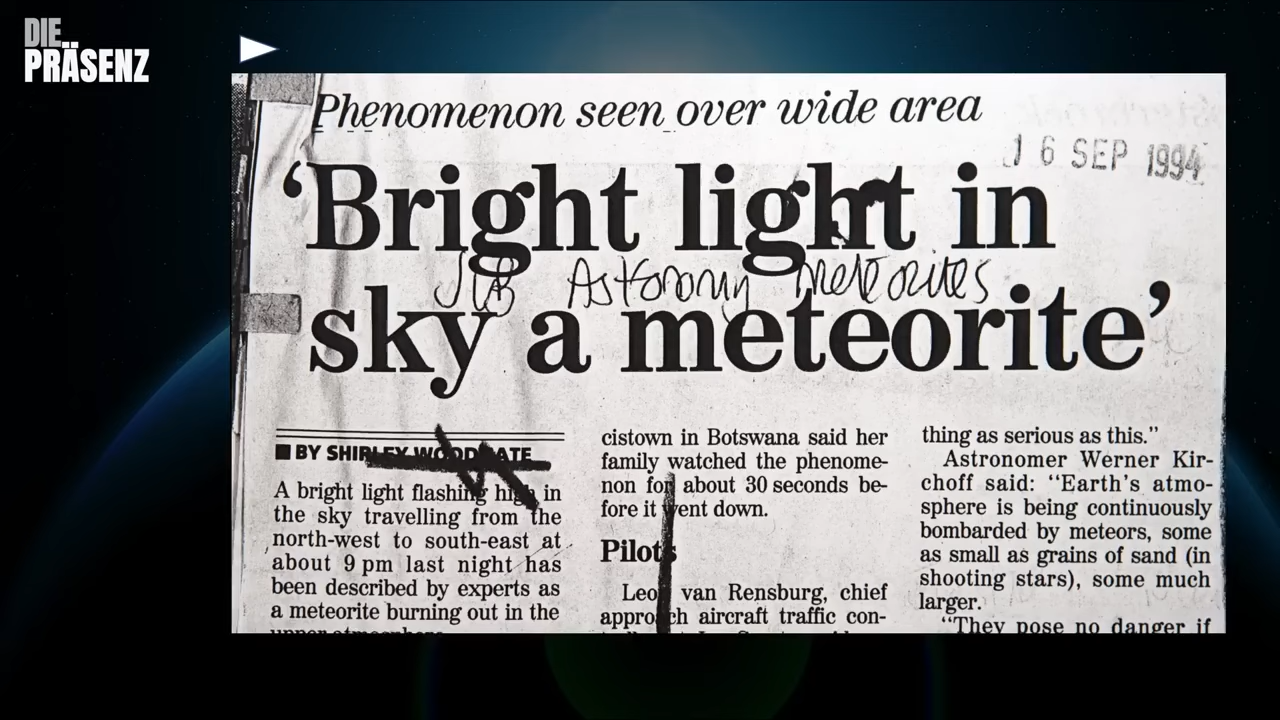 DIE
PRÄSENZ
Phenomenon seen over wide area
16 SEP 1994
‘Bright light in
Astronomy Meteorites
sky a meteorite’
BY SHIRLEY WOODGATE
A bright light flashing high in
the sky travelling from the
north-west to south-east at
about 9 pm last night has
been described by experts as
a meteorite burning out in the
upper atmosphere
cistown in Botswana said her
family watched the phenome-
non for about 30 seconds be-
fore it went down.
Pilots
Leon van Rensburg, chief
approach aircraft traffic con-
thing as serious as this.”
Astronomer Werner Kir-
choff said: “Earth’s atmo-
sphere is being continuously
bombarded by meteors, some
as small as grains of sand (in
shooting stars), some much
larger.
“They pose no danger if